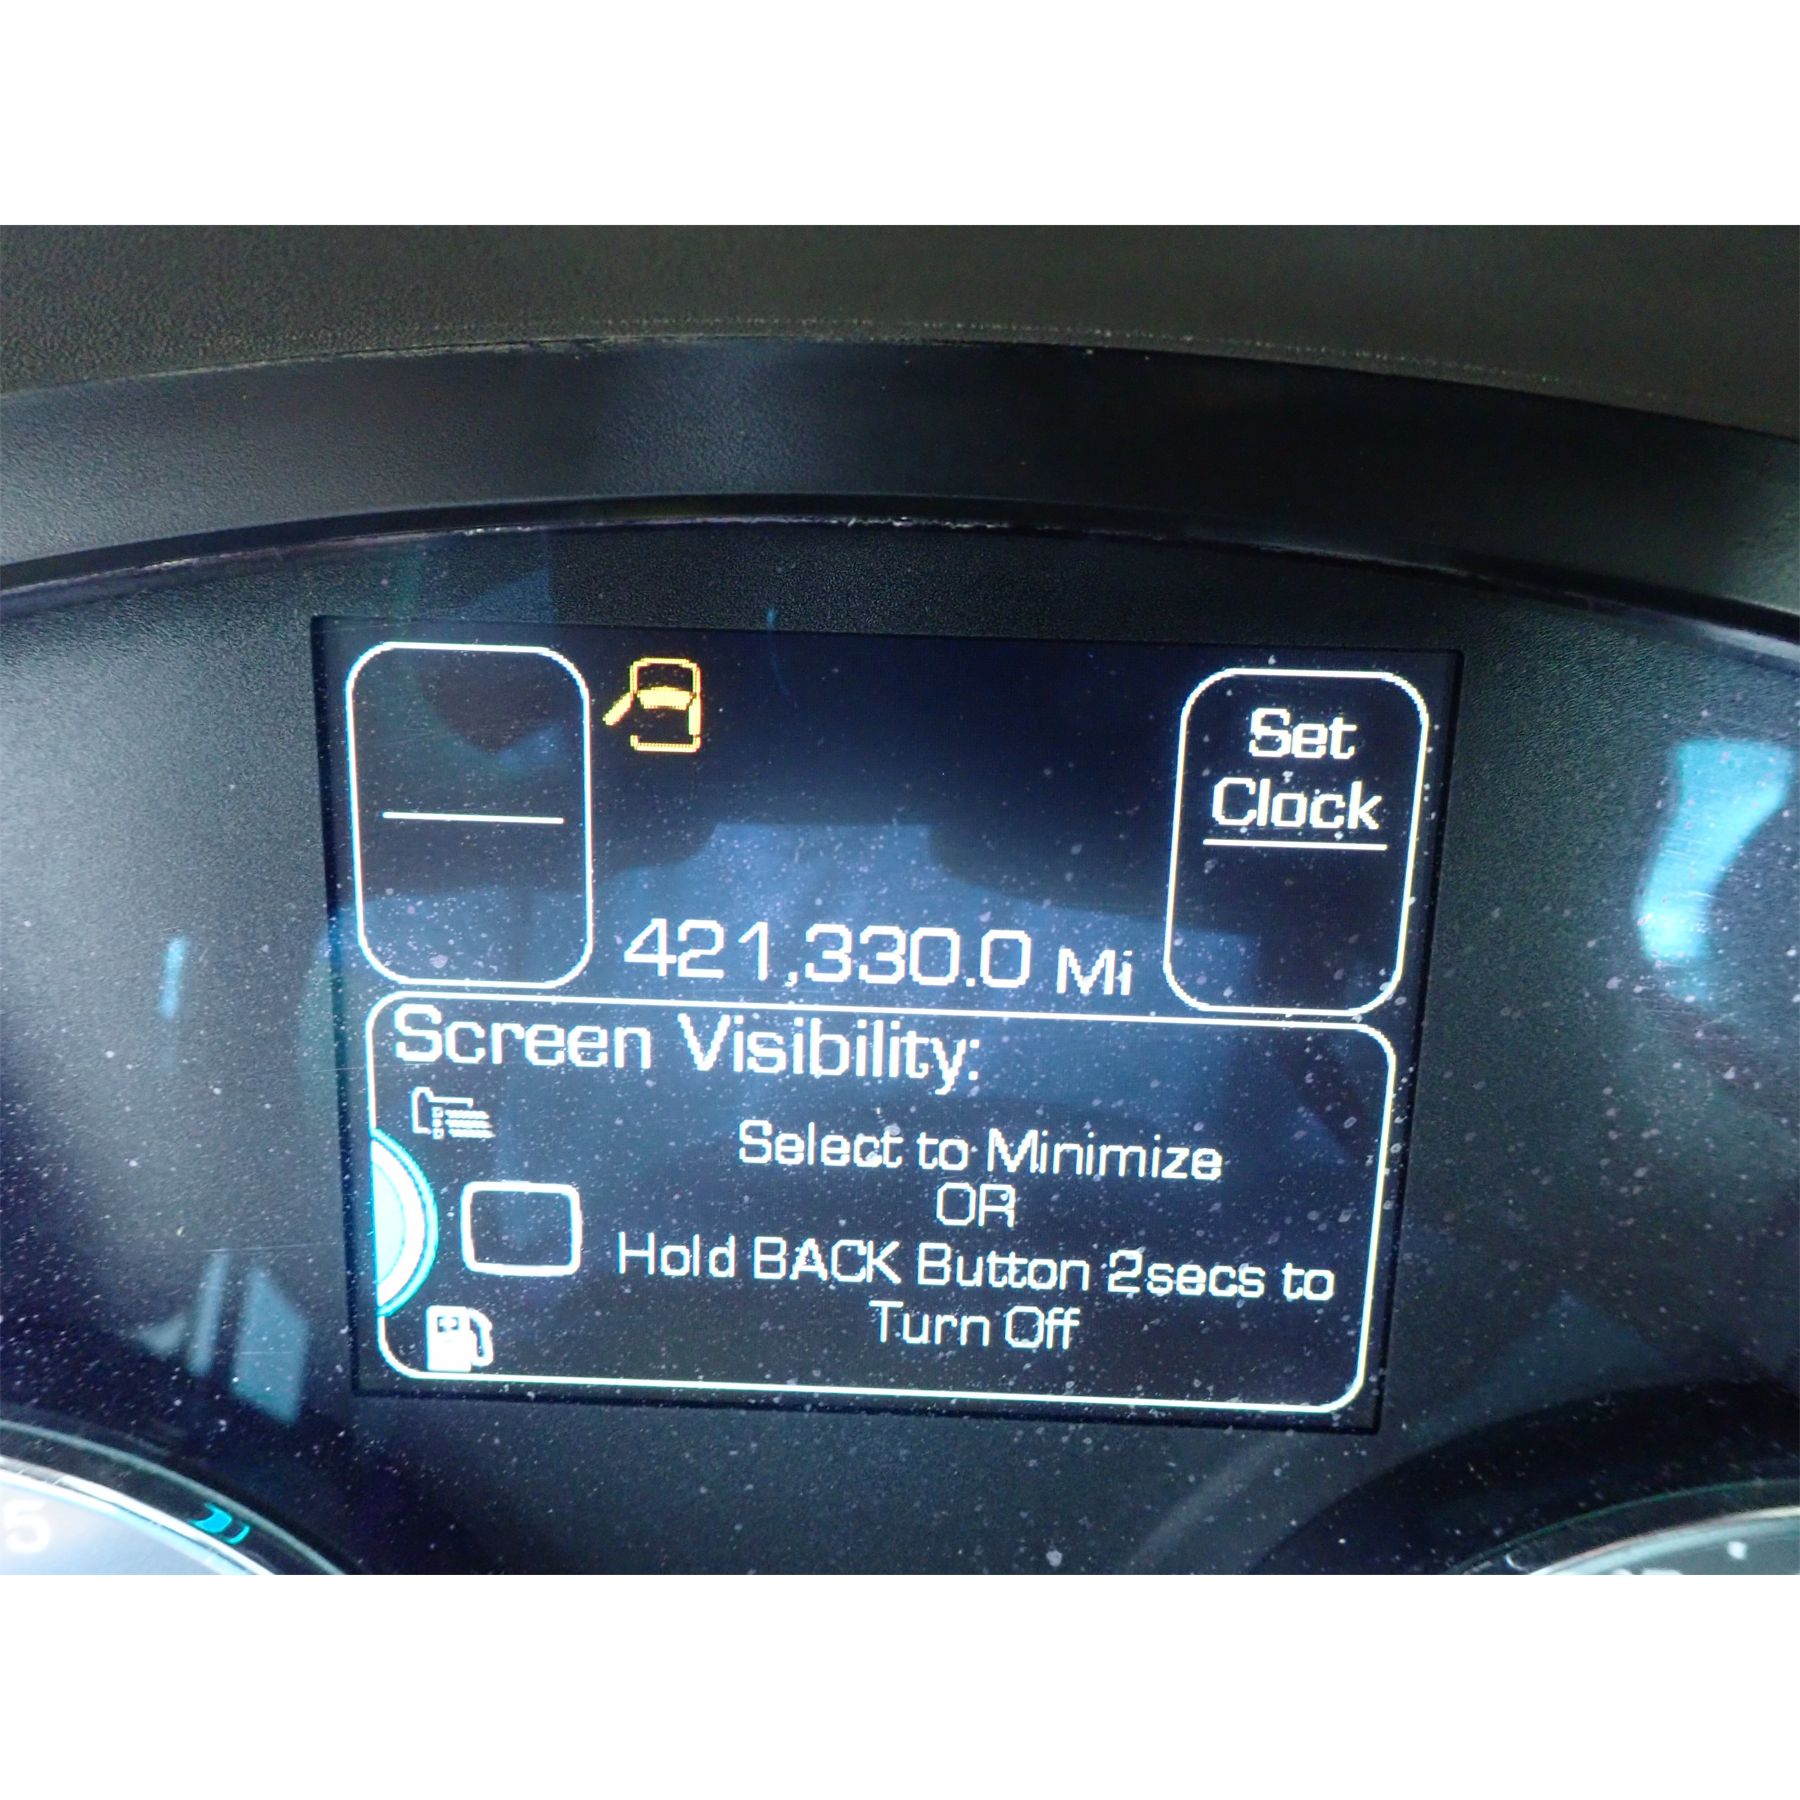 Set
Clock
421,330.0 Mi
Screen Visibility:
Select to Minimize
OR
Hold BACK Button 2secs to
Turn Off
5